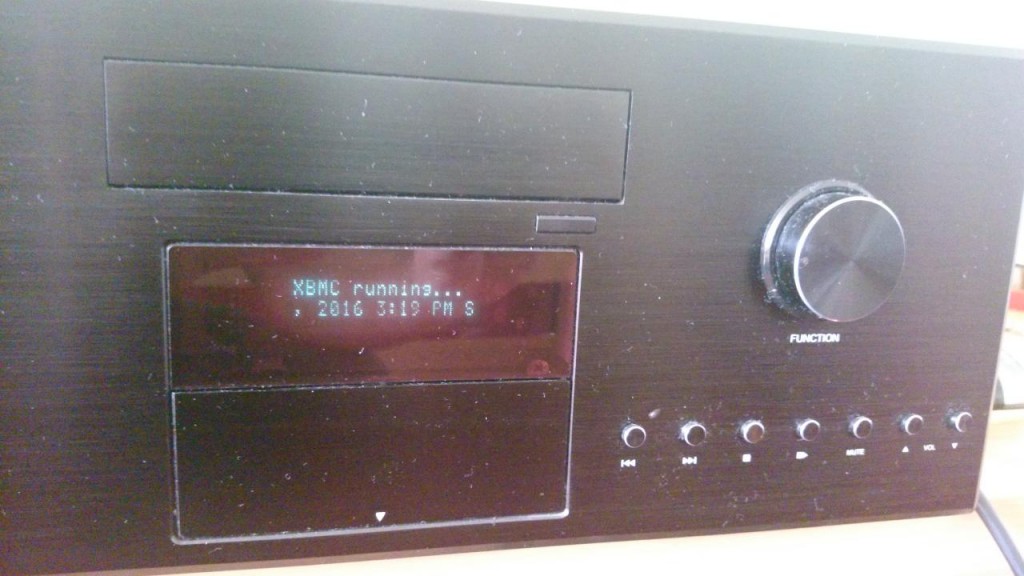 XBMC running...
, 2016 3:19 PM S
FUNCTION
MUTE
VOL